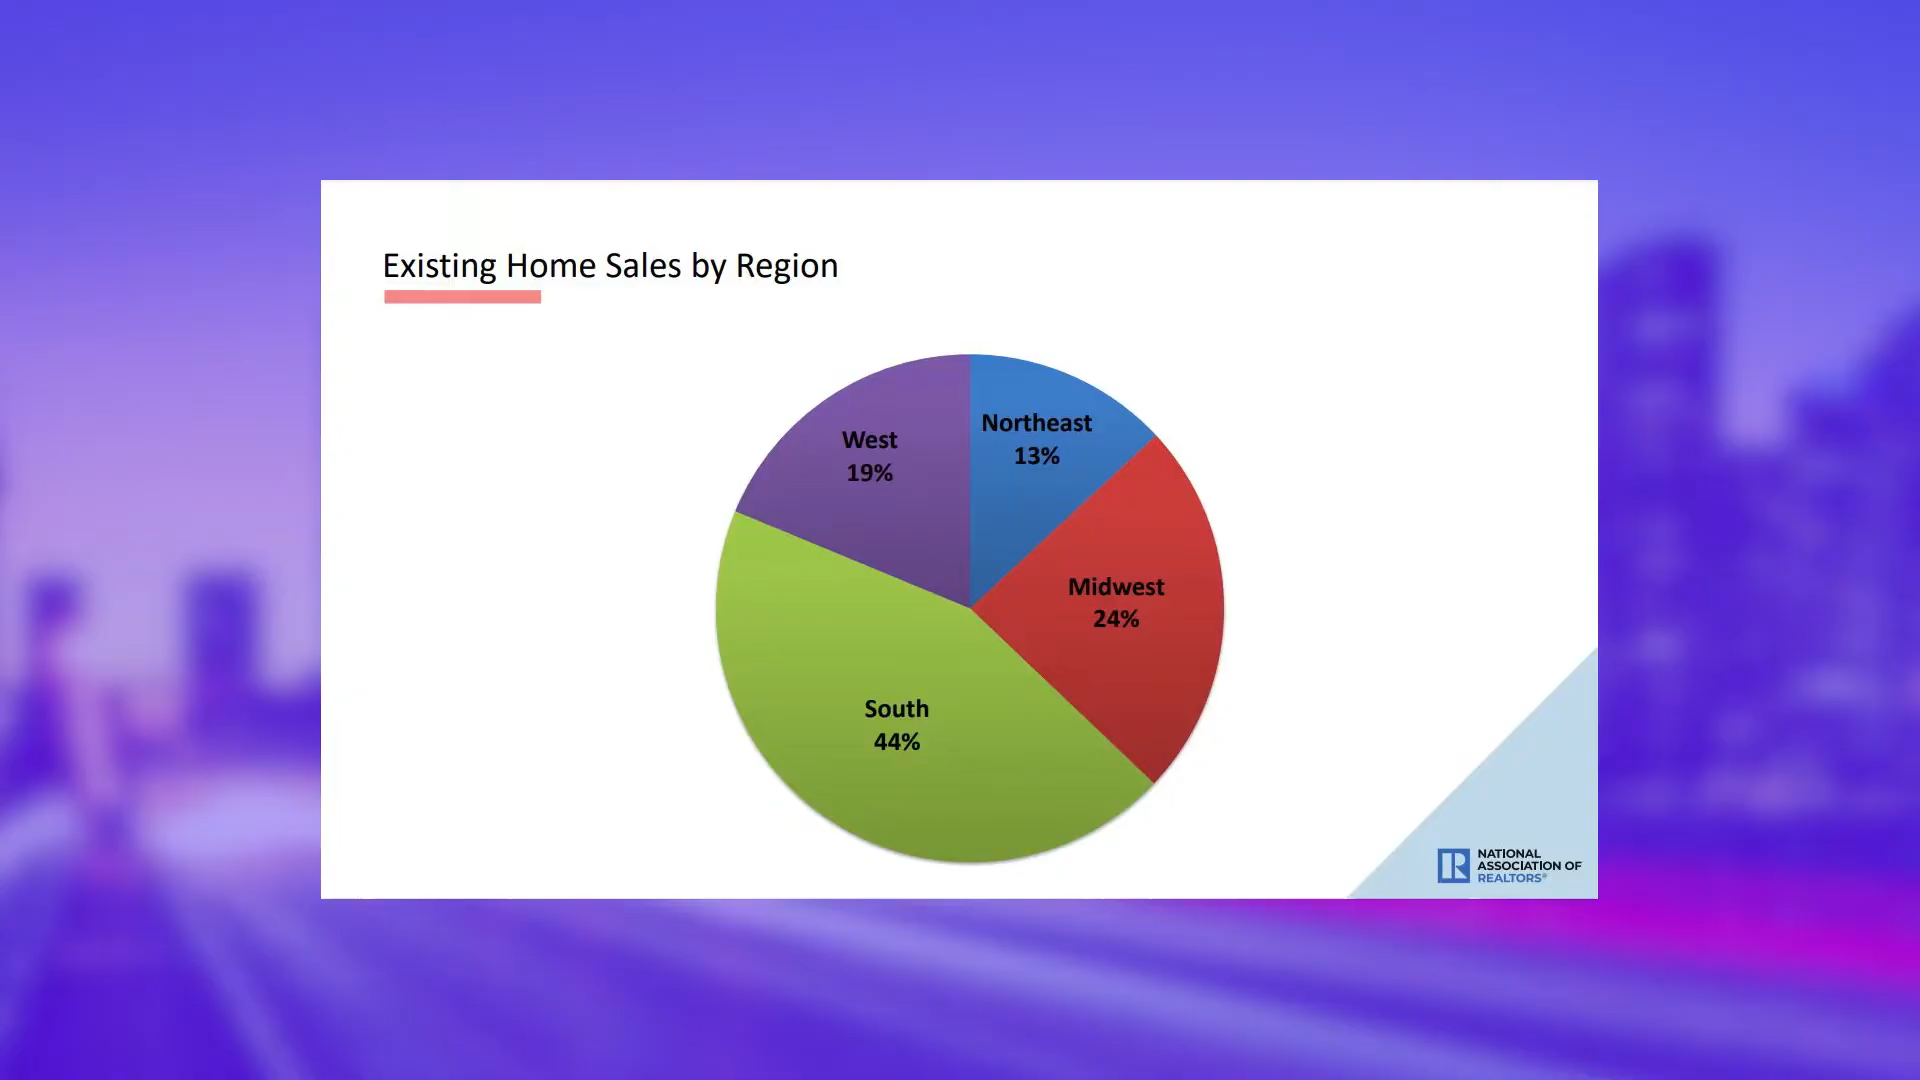 Existing Home Sales by Region
West
19%
Northeast
13%
Midwest
24%
South
44%
NATIONAL
ASSOCIATION OF
REALTORS®